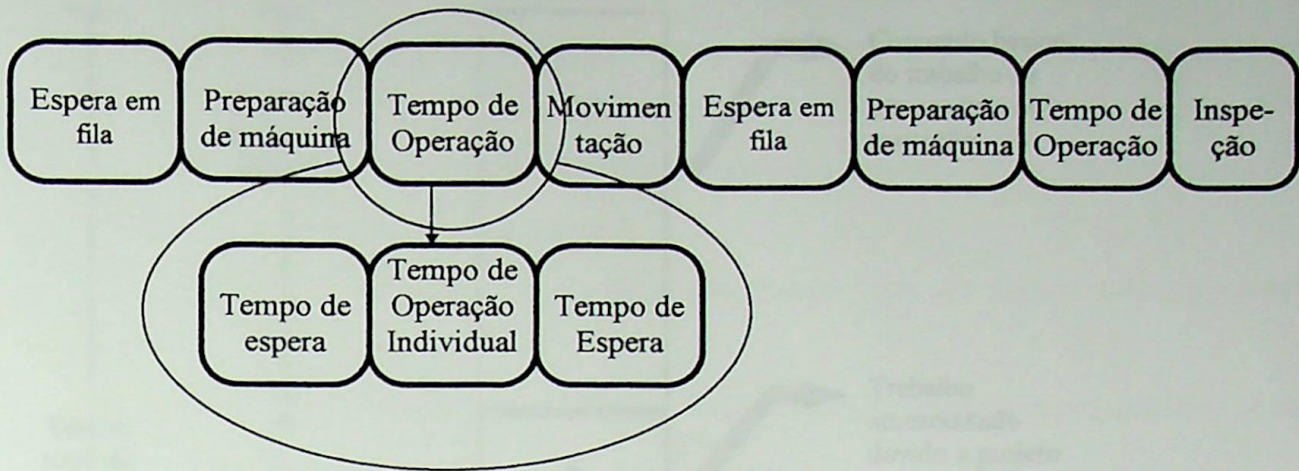 Espera em
fila
Preparação
de máquina
Tempo de
Operação
Movimen
tação
Espera em
fila
Preparação
de máquina
Tempo de
Operação
Inspe-
ção
Tempo de
espera
Tempo de
Operação
Individual
Tempo de
Espera